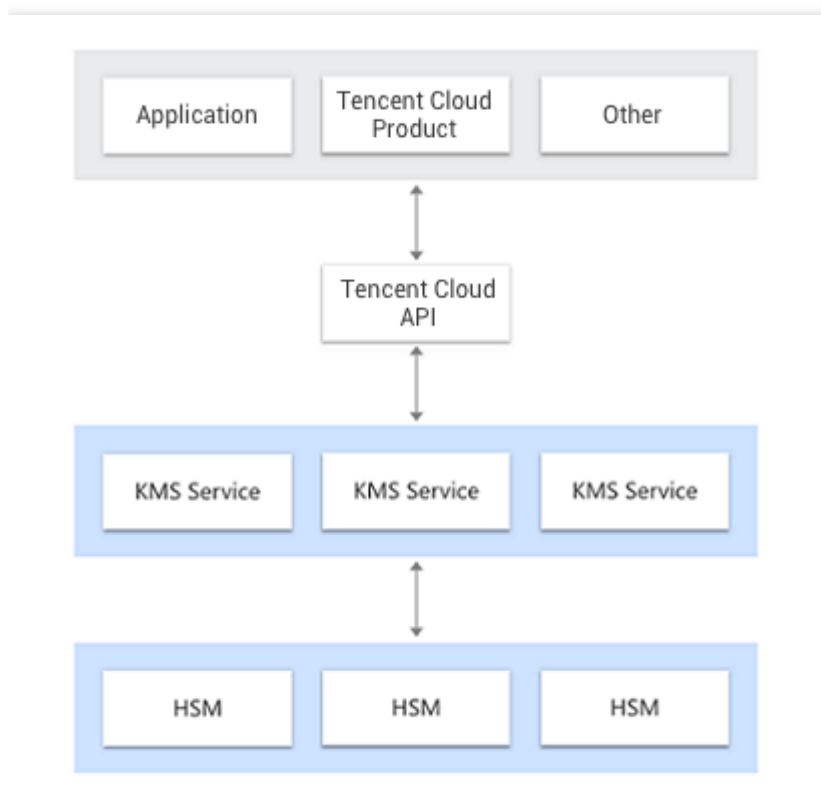 Application
Tencent Cloud
Product
Other
Tencent Cloud
API
KMS Service
KMS Service
KMS Service
HSM
HSM
HSM